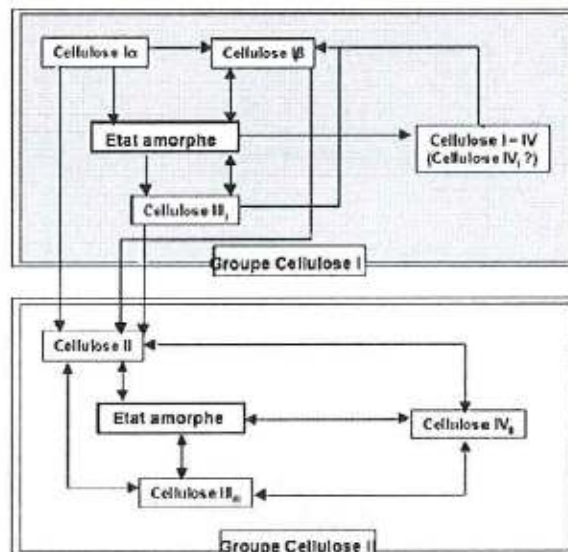 Cellulose Iα
Cellulose Iβ
Etat amorphe
Cellulose I – IV
(Cellulose IVI ?)
Cellulose IIII
Groupe Cellulose I
Cellulose II
Etat amorphe
Cellulose IVII
Cellulose IIIII
Groupe Cellulose II